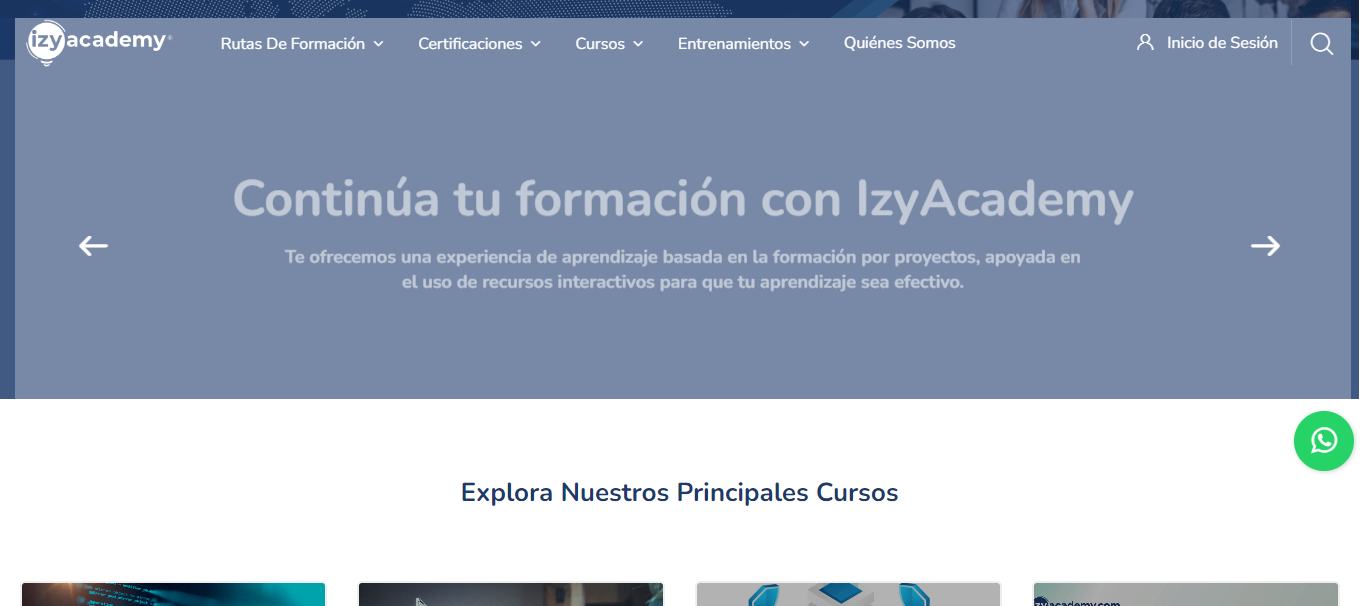 izyacademy
Rutas De Formación
Certificaciones
Cursos
Entrenamientos
Quiénes Somos
Inicio de Sesión
Continúa tu formación con IzyAcademy
Te ofrecemos una experiencia de aprendizaje basada en la formación por proyectos, apoyada en
el uso de recursos interactivos para que tu aprendizaje sea efectivo.
Explora Nuestros Principales Cursos
izyacademy.com